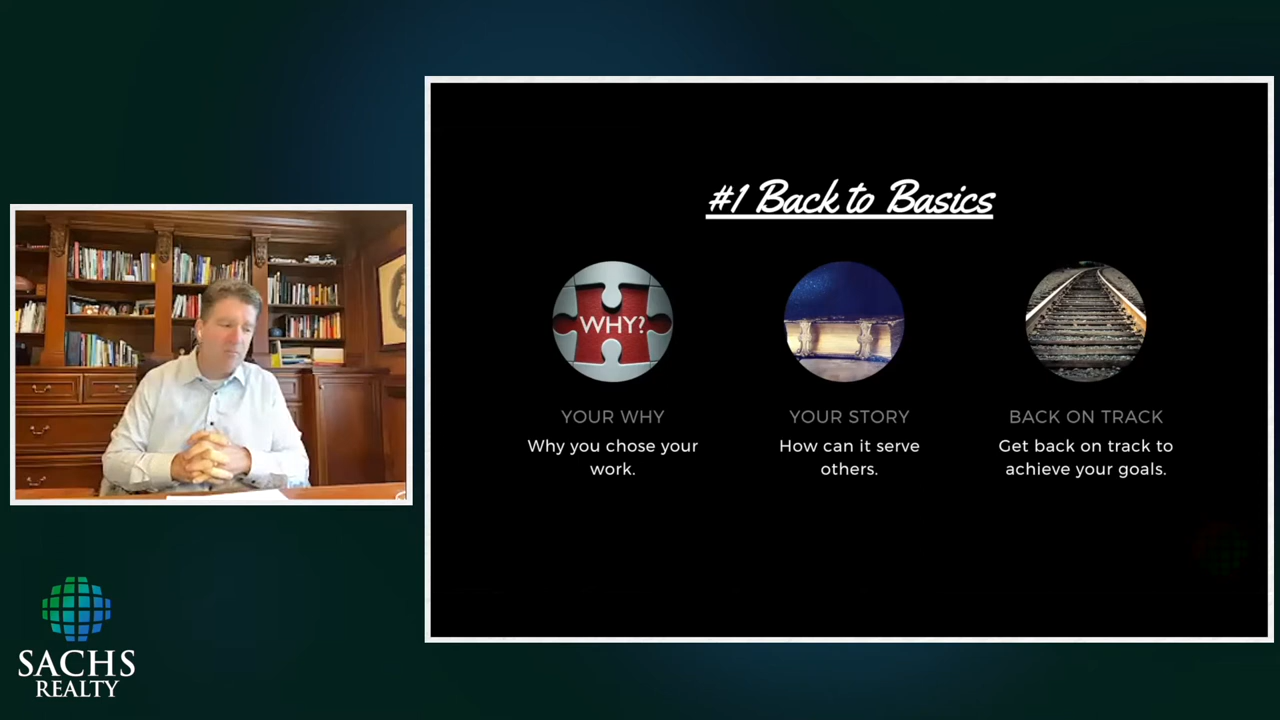 #1 Back to Basics
WHY?
YOUR WHY
Why you chose your
work.
YOUR STORY
How can it serve
others.
BACK ON TRACK
Get back on track to
achieve your goals.
SACHS
REALTY